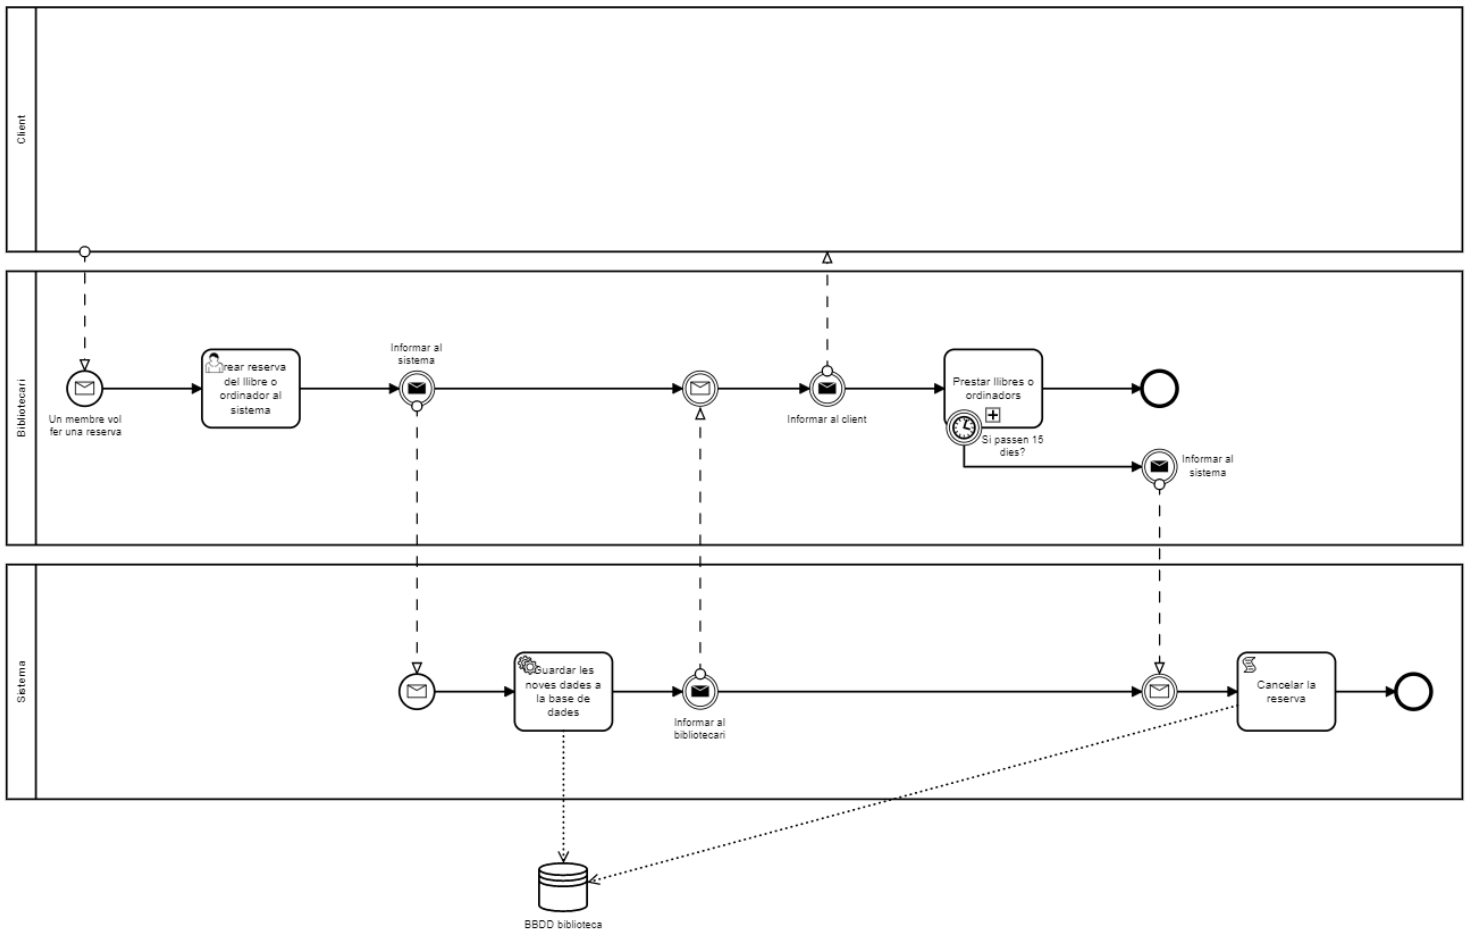 Client
Bibliotecari
Un membre vol
fer una reserva
rear reserva
del llibre o
ordinador al
sistema
Informar al
sistema
Informar al client
Prestar llibres o
ordinadors
Si passen 15
dies?
Informar al
sistema
Sistema
Guardar les
noves dades a
la base de
dades
Informar al
bibliotecari
Cancelar la
reserva
BBDD biblioteca